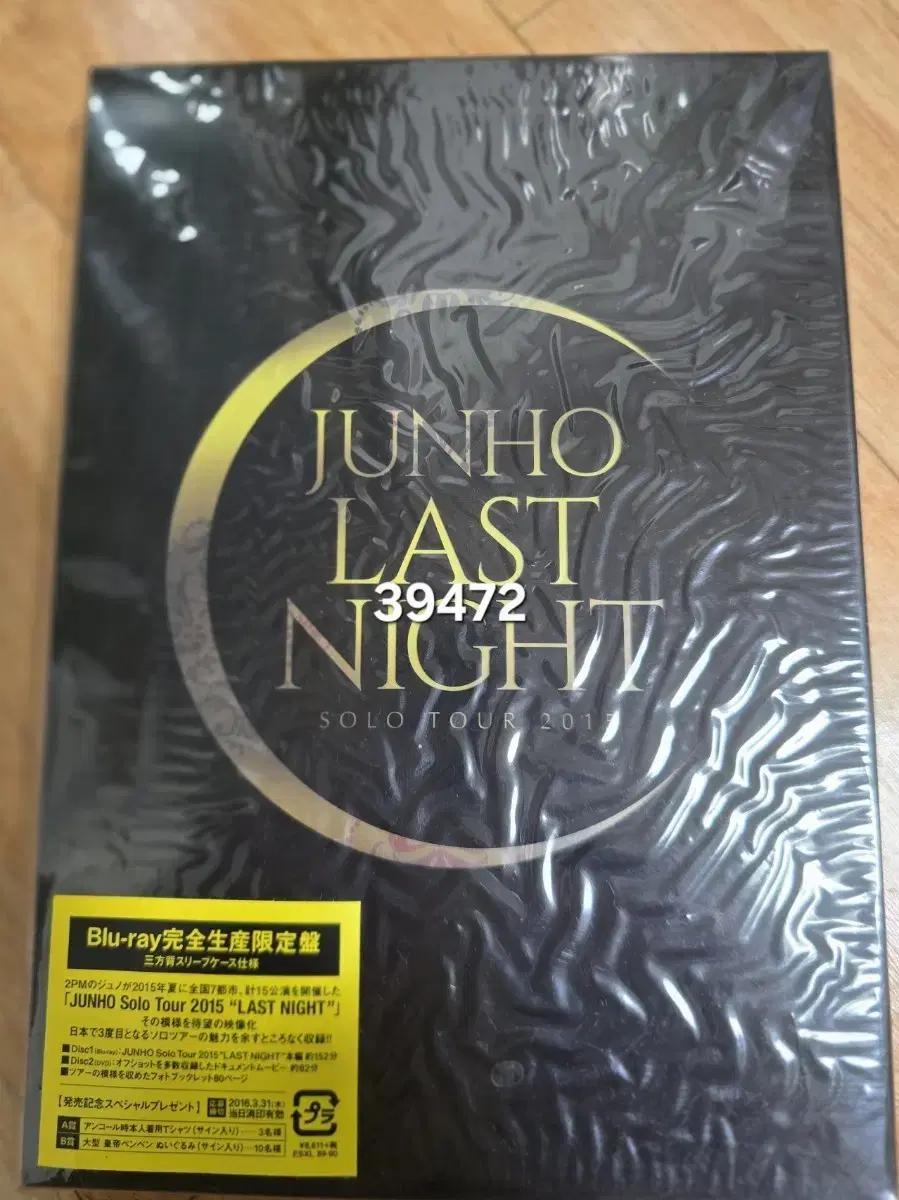 JUNHO
LAST
39472
NIGHT
SOLO TOUR 2015
Blu-ray完全生産限定盤
三方背スリーブケース仕様
2PMのジュノが2015年夏に全国7都市、計15公演を開催した
「JUNHO Solo Tour 2015 “LAST NIGHT”」
その模様を待望の映像化
日本で3度目となるソロツアーの魅力を余すところなく収録!!
■Disc1(Blu-ray):JUNHO Solo Tour 2015“LAST NIGHT”本編 約152分
■Disc2(DVD):オフショットを多数収録したドキュメントムービー 約82分
■ツアーの模様を収めたフォトブックレット80ページ
【発売記念スペシャルプレゼント】 応募締切 2016.3.31(木) 当日消印有効
A賞 アンコール時本人着用Tシャツ(サイン入り)……3名様
B賞 大型 皇帝ペンペン ぬいぐるみ(サイン入り)…10名様
プラ
¥8,611+税
ESXL 89-90